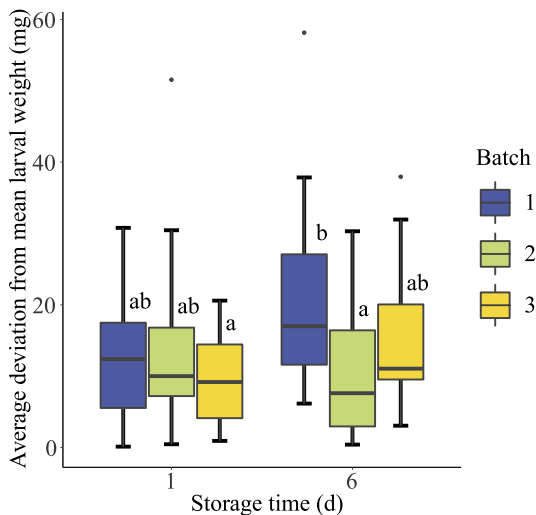 Average deviation from mean larval weight (mg)
60
40
20
0
ab
ab
a
b
a
ab
1
6
Storage time (d)
Batch
1
2
3